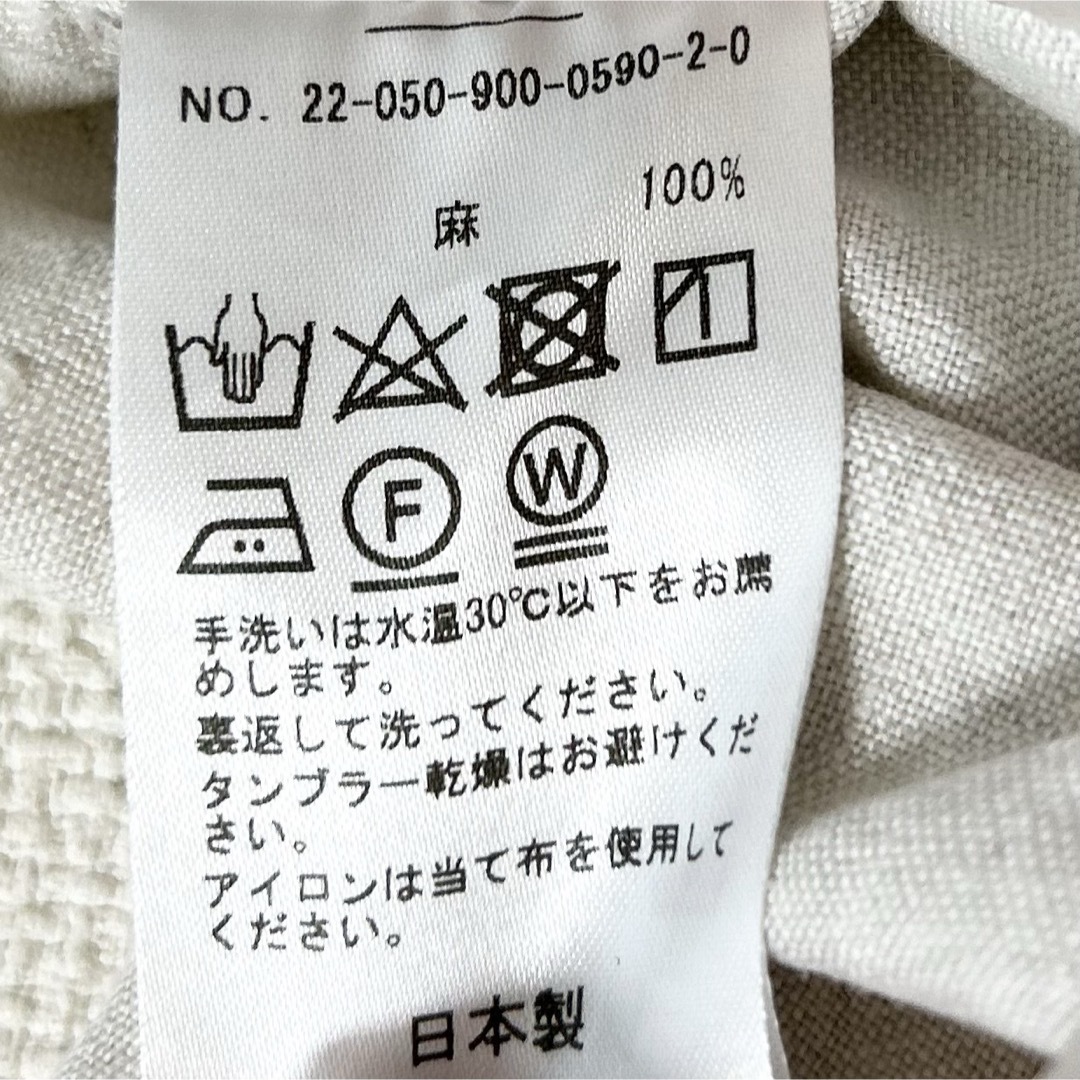 NO. 22-050-900-0590-2-0
麻 100%
F W
手洗いは水温30℃以下をお薦
めします。
裏返して洗ってください。
タンブラー乾燥はお避けくだ
さい。
アイロンは当て布を使用して
ください。
日本製